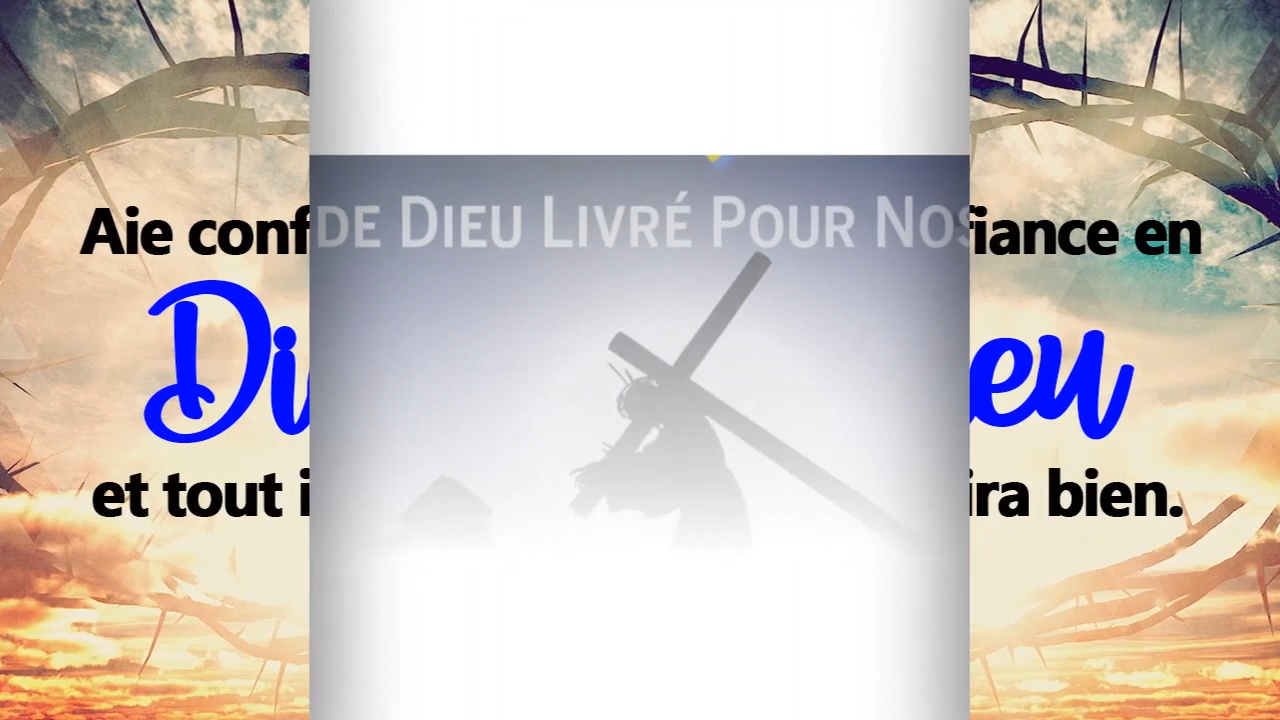 Aie conf
fiance en
DE DIEU LIVRÉ POUR NOS
Di
eu
et tout i
ira bien.